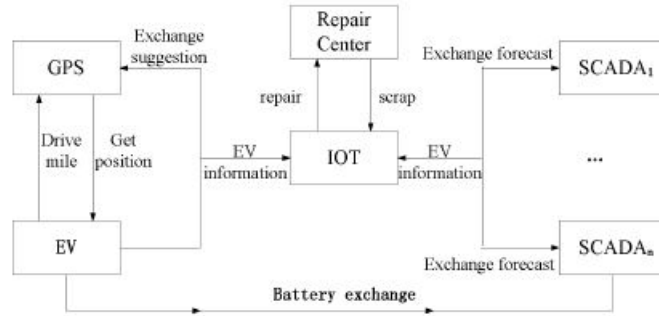 Repair
Center
Exchange
suggestion
GPS
Exchange forecast
SCADA₁
repair
scrap
Drive
mile
Get
position
EV
information
IOT
EV
information
...
EV
SCADAₙ
Exchange forecast
Battery exchange